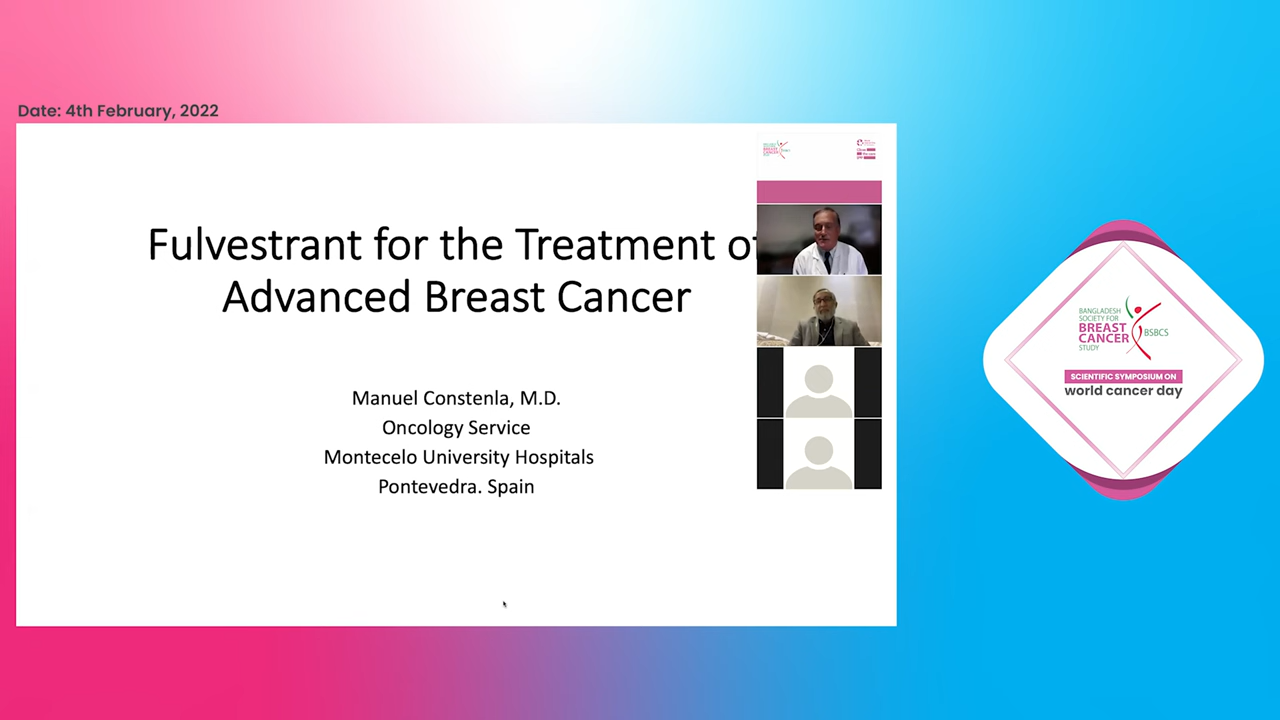 Date: 4th February, 2022
Fulvestrant for the Treatment of
Advanced Breast Cancer
Manuel Constenla, M.D.
Oncology Service
Montecelo University Hospitals
Pontevedra. Spain
BANGLADESH
SOCIETY FOR
BREAST
CANCER
STUDY
BSBCS
SCIENTIFIC SYMPOSIUM ON
world cancer day